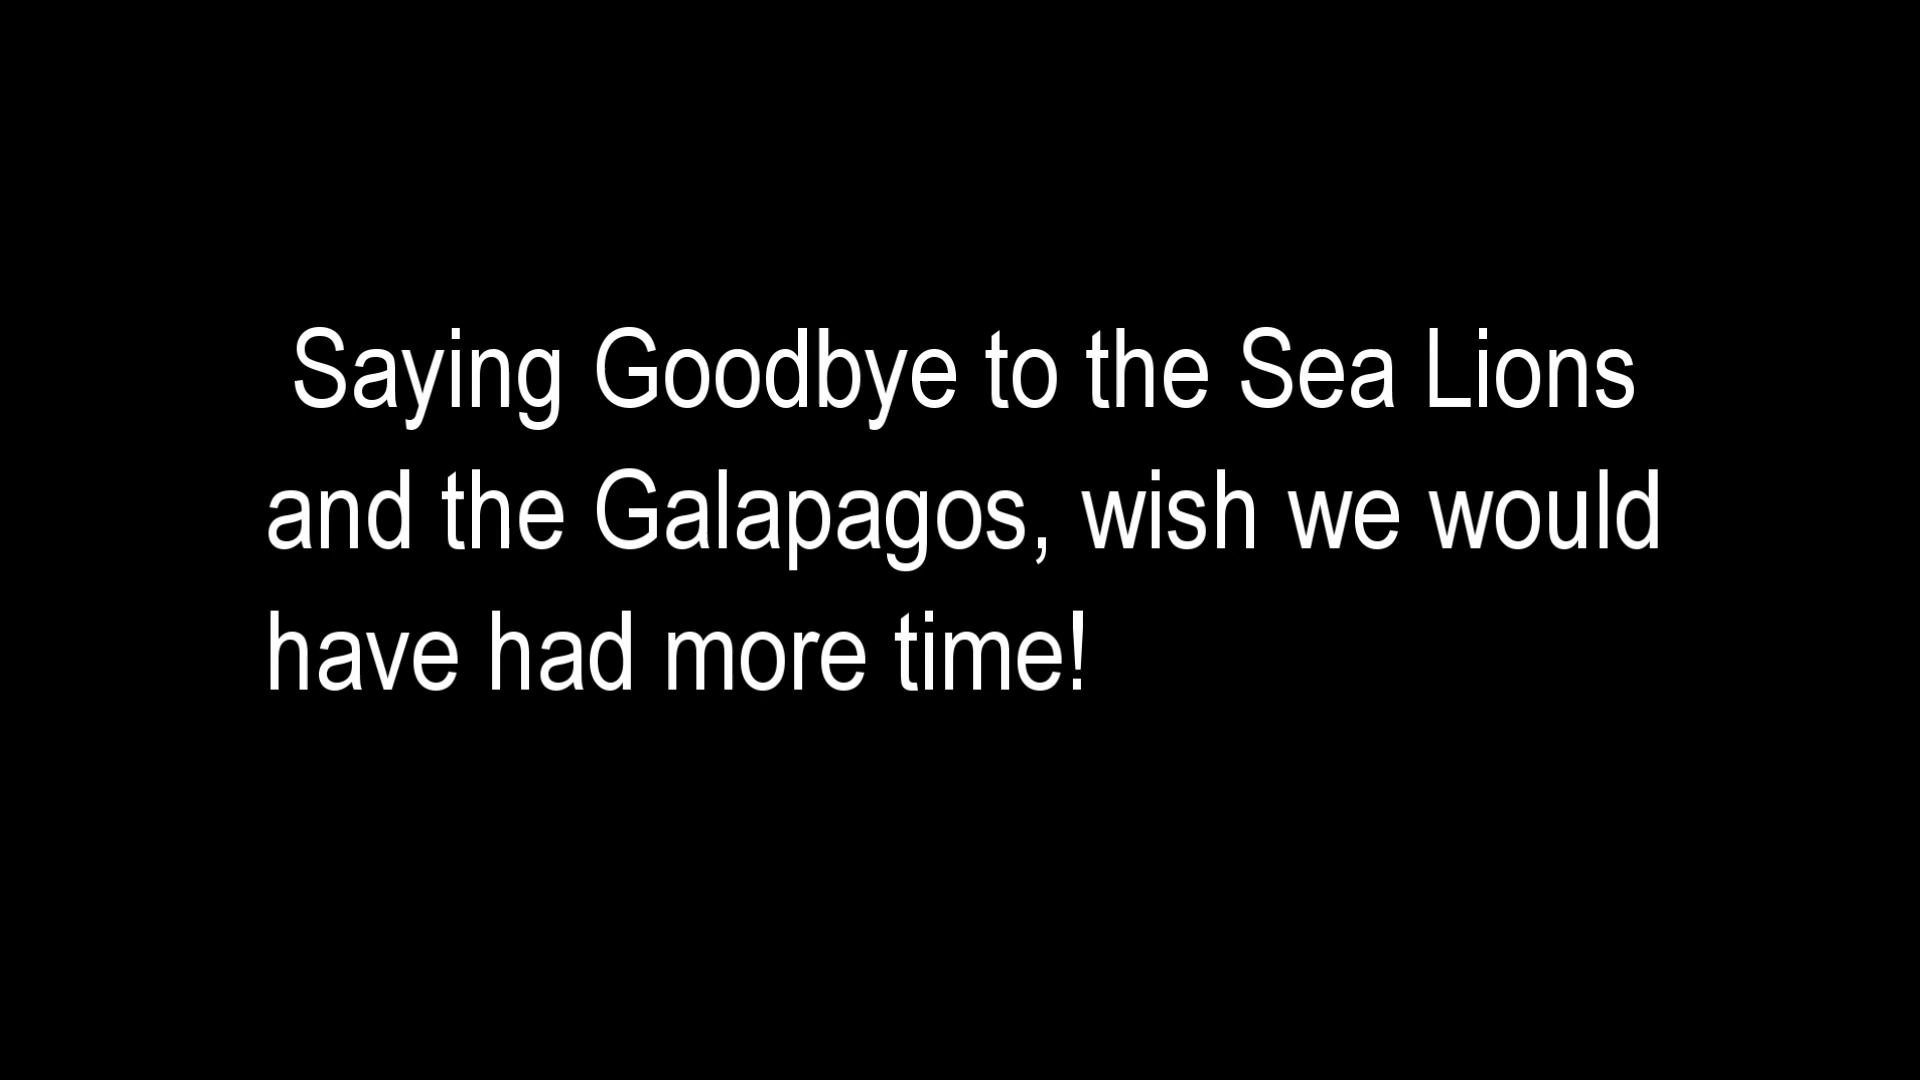 Saying Goodbye to the Sea Lions
and the Galapagos, wish we would
have had more time!